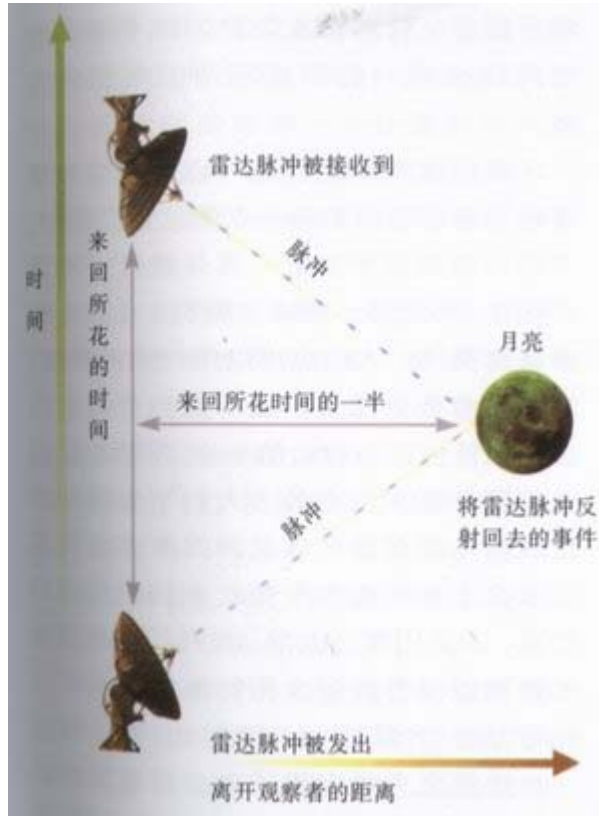 雷达脉冲被接收到
脉冲
来回所花的时间
时间
月亮
来回所花时间的一半
将雷达脉冲反
射回去的事件
脉冲
雷达脉冲被发出
离开观察者的距离